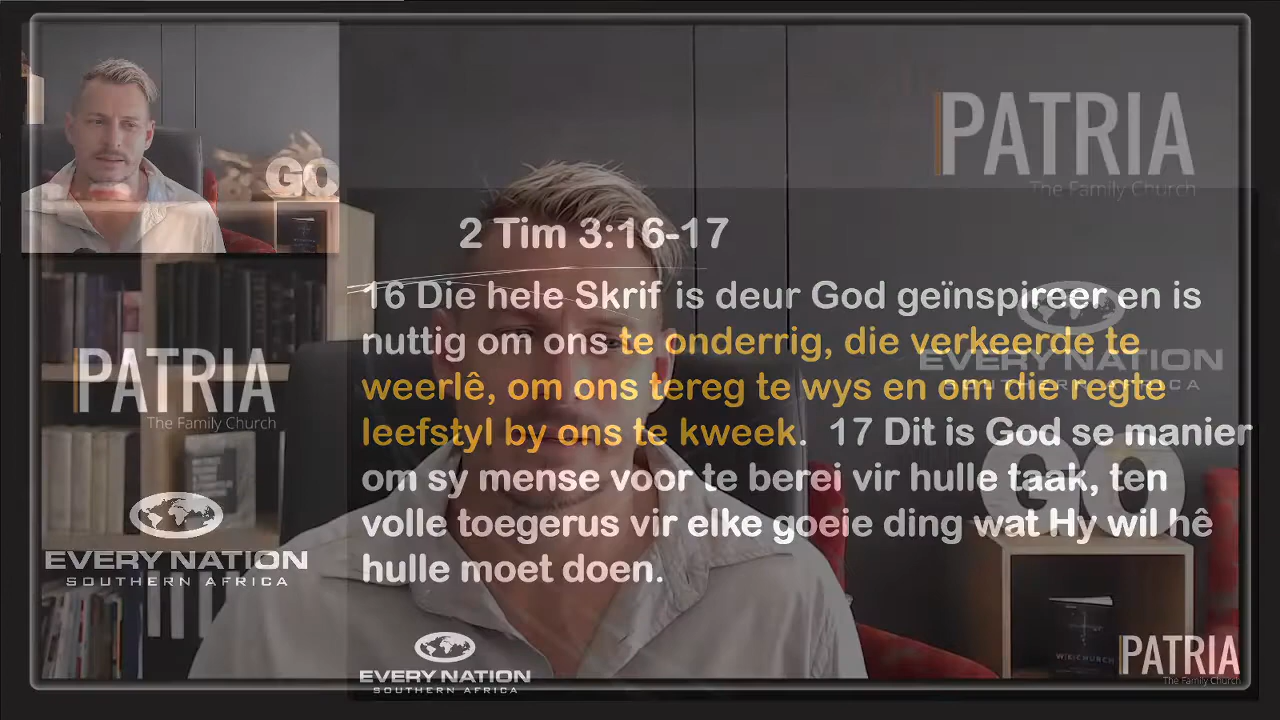 GO
PATRIA
The Family Church
2 Tim 3:16-17
16 Die hele Skrif is deur God geïnspireer en is
nuttig om ons te onderrig, die verkeerde te
weerlê, om ons tereg te wys en om die regte
leefstyl by ons te kweek. 17 Dit is God se manier
om sy mense voor te berei vir hulle taak, ten
volle toegerus vir elke goeie ding wat Hy wil hê
hulle moet doen.
EVERY NATION
SOUTHERN AFRICA
GO
PATRIA
The Family Church
EVERY NATION
SOUTHERN AFRICA
EVERY NATION
SOUTHERN AFRICA
PATRIA
The Family Church